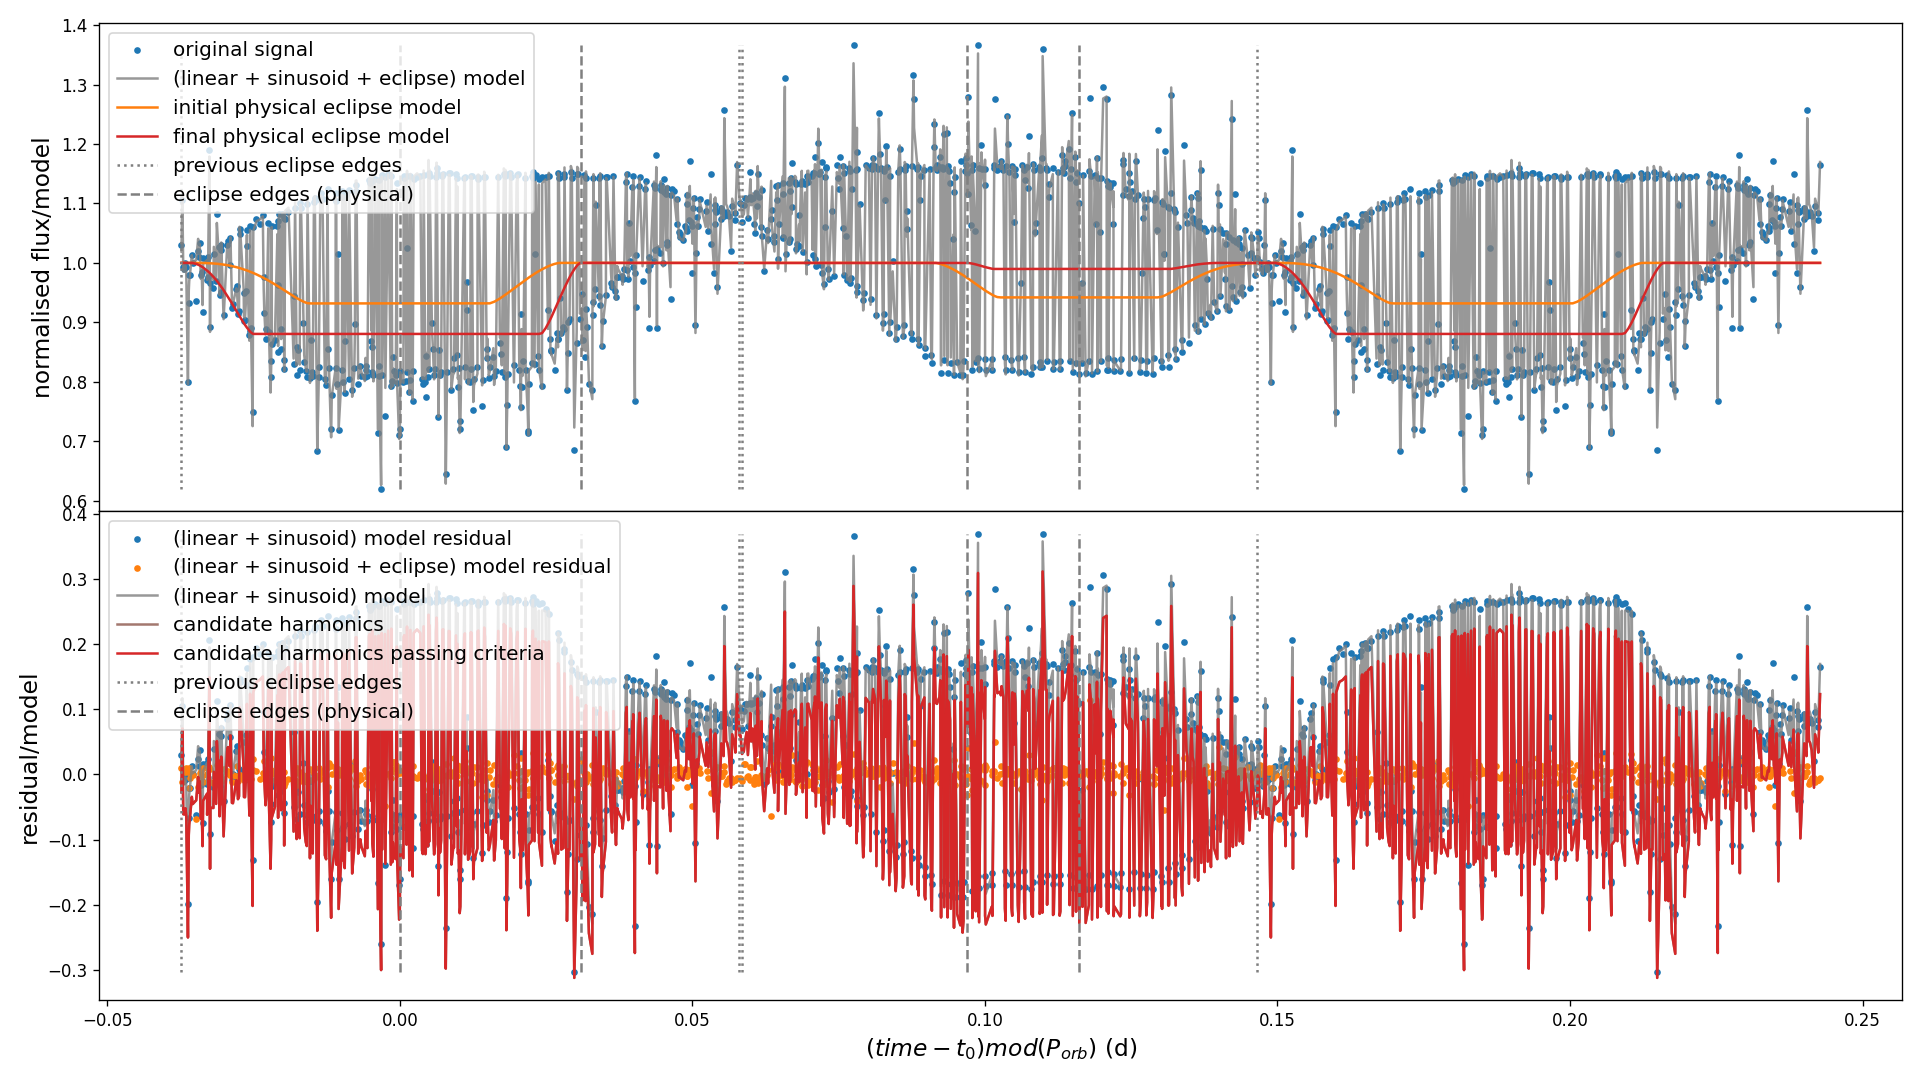 1.4
1.3
1.2
1.1
1.0
0.9
0.8
0.7
0.6
normalised flux/model
original signal
(linear + sinusoid + eclipse) model
initial physical eclipse model
final physical eclipse model
previous eclipse edges
eclipse edges (physical)
0.4
0.3
0.2
0.1
0.0
−0.1
−0.2
−0.3
residual/model
(linear + sinusoid) model residual
(linear + sinusoid + eclipse) model residual
(linear + sinusoid) model
candidate harmonics
candidate harmonics passing criteria
previous eclipse edges
eclipse edges (physical)
−0.05 0.00 0.05 0.10 0.15 0.20 0.25
(time − t₀)mod(P_orb) (d)